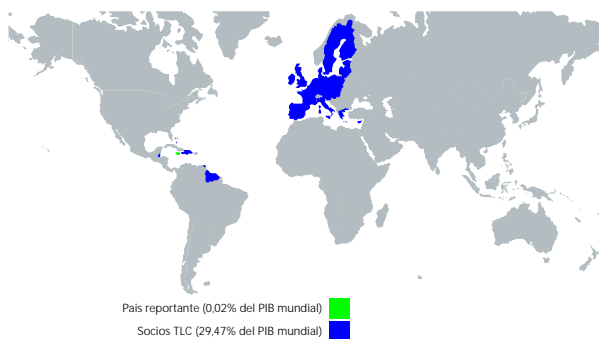 País reportante (0,02% del PIB mundial)
Socios TLC (29,47% del PIB mundial)